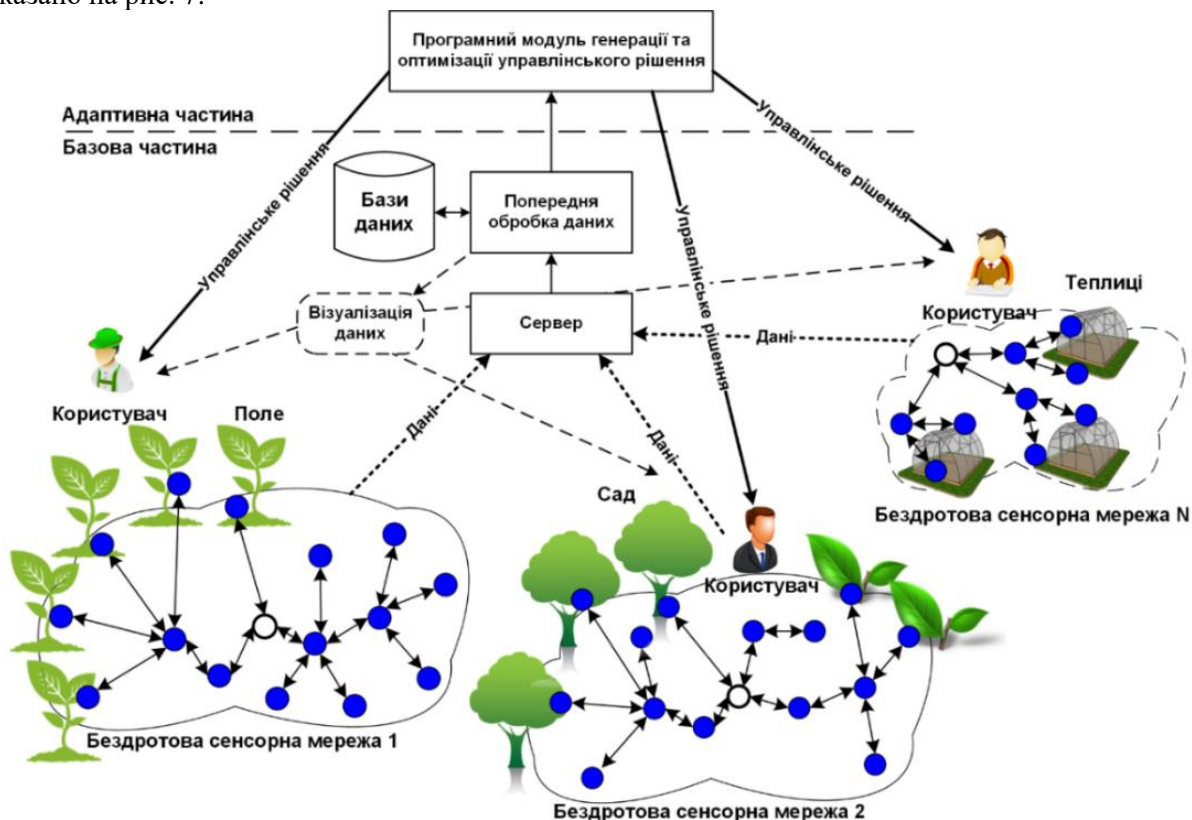 казано на рис. 7.
Програмний модуль генерації та
оптимізації управлінського рішення
Адаптивна частина
Базова частина
Управлінське рішення
Управлінське рішення
Управлінське рішення
Бази
даних
Попередня
обробка даних
Візуалізація
даних
Сервер
Користувач
Теплиці
Дані
Користувач
Поле
Дані
Дані
Сад
Бездротова сенсорна мережа N
Користувач
Бездротова сенсорна мережа 1
Бездротова сенсорна мережа 2